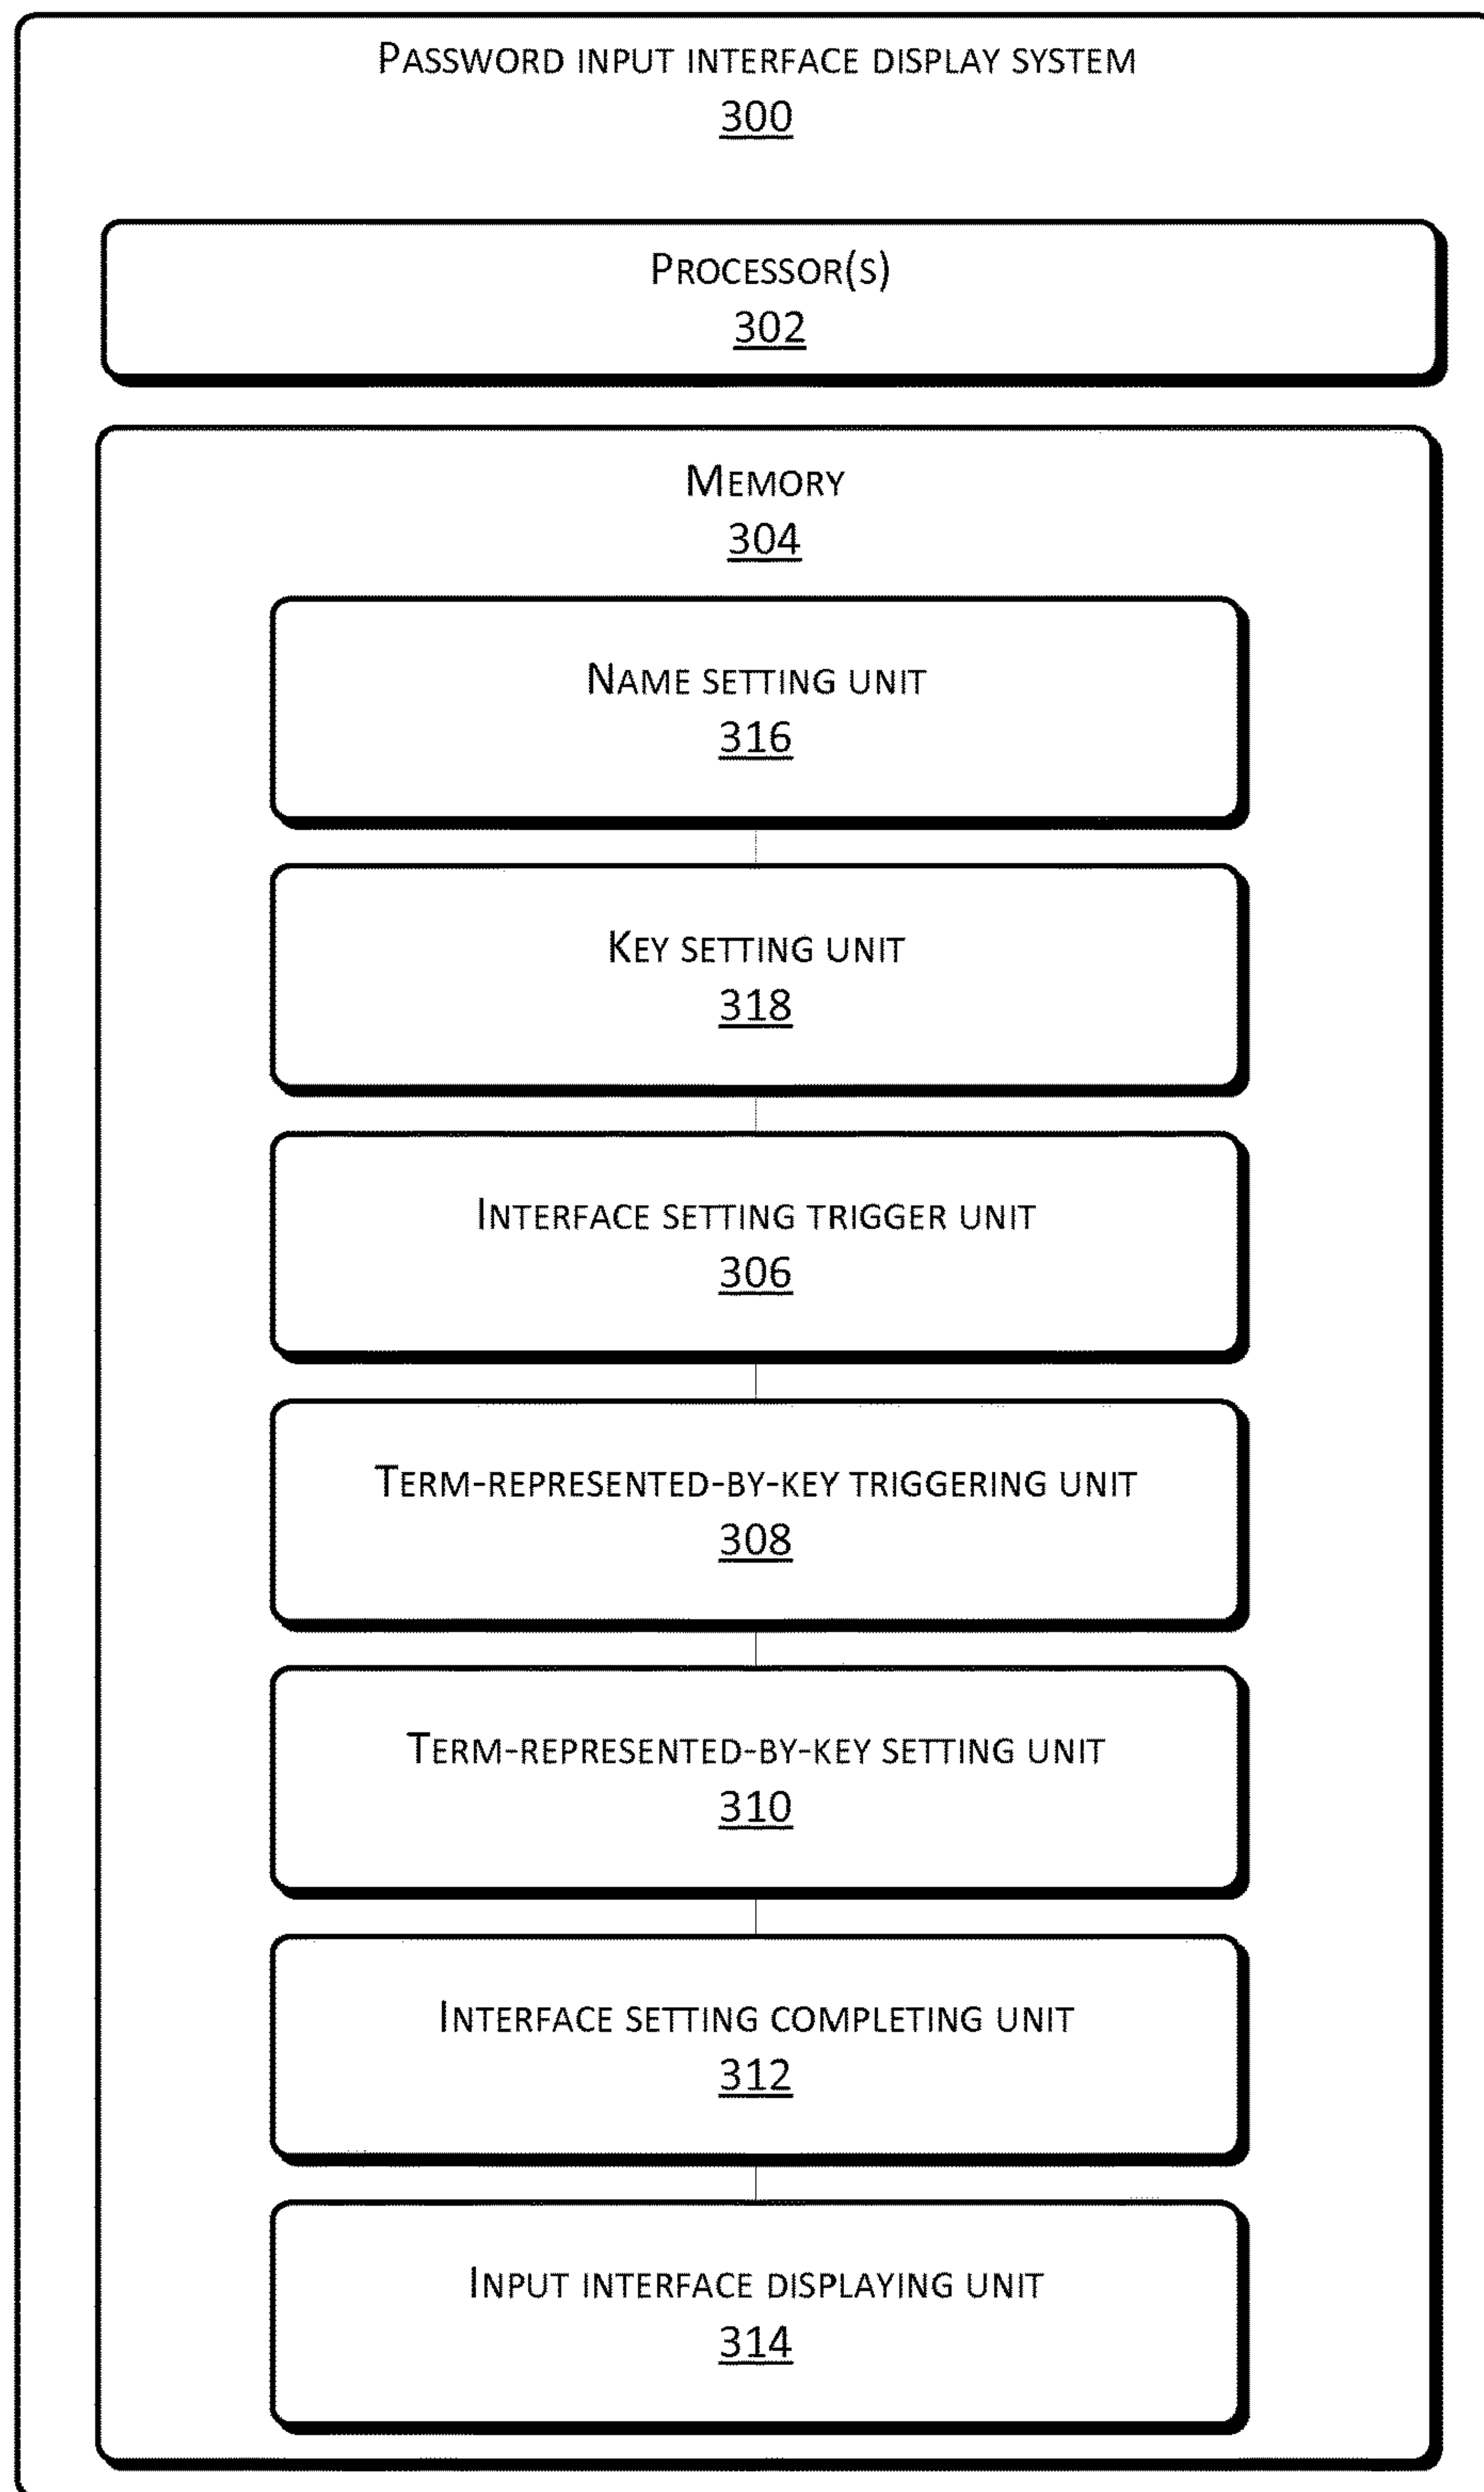 PASSWORD INPUT INTERFACE DISPLAY SYSTEM
300
PROCESSOR(S)
302
MEMORY
304
NAME SETTING UNIT
316
KEY SETTING UNIT
318
INTERFACE SETTING TRIGGER UNIT
306
TERM-REPRESENTED-BY-KEY TRIGGERING UNIT
308
TERM-REPRESENTED-BY-KEY SETTING UNIT
310
INTERFACE SETTING COMPLETING UNIT
312
INPUT INTERFACE DISPLAYING UNIT
314